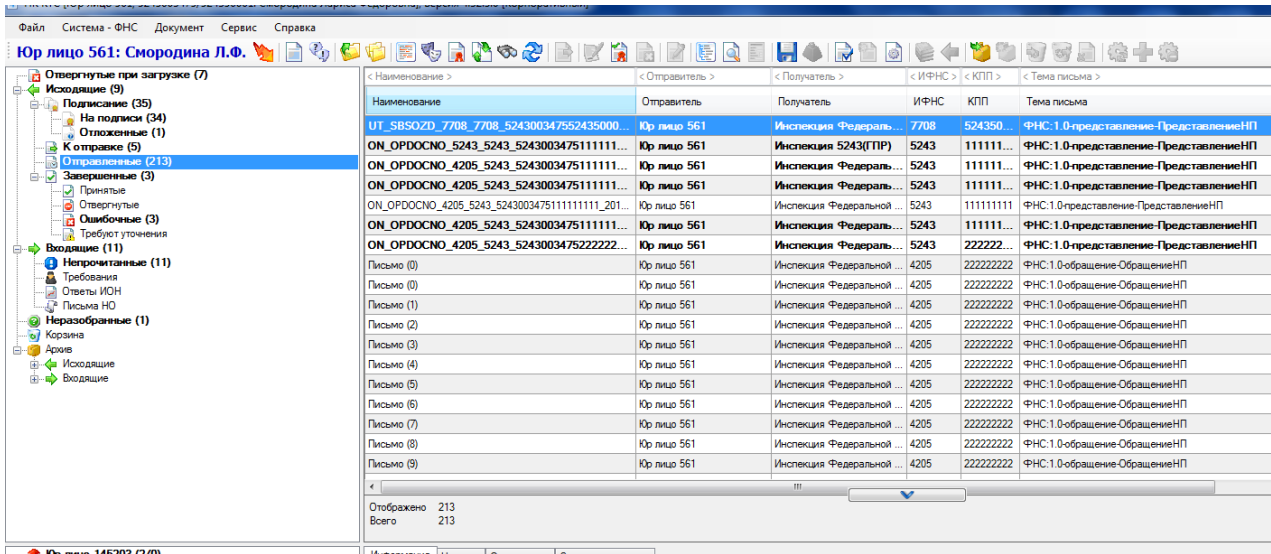 Файл Система - ФНС Документ Сервис Справка
Юр лицо 561: Смородина Л.Ф.
Отвергнутые при загрузке (7)
Исходящие (9)
Подписание (35)
На подписи (34)
Отложенные (1)
К отправке (5)
Отправленные (213)
Завершенные (3)
Принятые
Отвергнутые
Ошибочные (3)
Требуют уточнения
Входящие (11)
Непрочитанные (11)
Требования
Ответы ИОН
Письма НО
Неразобранные (1)
Корзина
Архив
Исходящие
Входящие
< Наименование > < Отправитель > < Получатель > < ИФНС > < КПП > < Тема письма >
Наименование Отправитель Получатель ИФНС КПП Тема письма
UT_SBSOZD_7708_7708_524300347552435000... Юр лицо 561 Инспекция Федераль... 7708 524350... ФНС:1.0-представление-ПредставлениеНП
ON_OPDOCNO_5243_5243_5243003475111111... Юр лицо 561 Инспекция 5243(ГПР) 5243 111111... ФНС:1.0-представление-ПредставлениеНП
ON_OPDOCNO_4205_5243_5243003475111111... Юр лицо 561 Инспекция Федераль... 5243 111111... ФНС:1.0-представление-ПредставлениеНП
ON_OPDOCNO_4205_5243_5243003475111111... Юр лицо 561 Инспекция Федераль... 5243 111111... ФНС:1.0-представление-ПредставлениеНП
ON_OPDOCNO_4205_5243_5243003475111111111_201... Юр лицо 561 Инспекция Федеральной ... 5243 111111111 ФНС:1.0-представление-ПредставлениеНП
ON_OPDOCNO_4205_5243_5243003475111111... Юр лицо 561 Инспекция Федераль... 5243 111111... ФНС:1.0-представление-ПредставлениеНП
ON_OPDOCNO_4205_5243_5243003475222222... Юр лицо 561 Инспекция Федераль... 5243 222222... ФНС:1.0-представление-ПредставлениеНП
Письмо (0) Юр лицо 561 Инспекция Федеральной ... 4205 222222222 ФНС:1.0-обращение-ОбращениеНП
Письмо (0) Юр лицо 561 Инспекция Федеральной ... 4205 222222222 ФНС:1.0-обращение-ОбращениеНП
Письмо (1) Юр лицо 561 Инспекция Федеральной ... 4205 222222222 ФНС:1.0-обращение-ОбращениеНП
Письмо (2) Юр лицо 561 Инспекция Федеральной ... 4205 222222222 ФНС:1.0-обращение-ОбращениеНП
Письмо (3) Юр лицо 561 Инспекция Федеральной ... 4205 222222222 ФНС:1.0-обращение-ОбращениеНП
Письмо (4) Юр лицо 561 Инспекция Федеральной ... 4205 222222222 ФНС:1.0-обращение-ОбращениеНП
Письмо (5) Юр лицо 561 Инспекция Федеральной ... 4205 222222222 ФНС:1.0-обращение-ОбращениеНП
Письмо (6) Юр лицо 561 Инспекция Федеральной ... 4205 222222222 ФНС:1.0-обращение-ОбращениеНП
Письмо (7) Юр лицо 561 Инспекция Федеральной ... 4205 222222222 ФНС:1.0-обращение-ОбращениеНП
Письмо (8) Юр лицо 561 Инспекция Федеральной ... 4205 222222222 ФНС:1.0-обращение-ОбращениеНП
Письмо (9) Юр лицо 561 Инспекция Федеральной ... 4205 222222222 ФНС:1.0-обращение-ОбращениеНП
Отображено 213
Всего 213
Юр лицо 145203 (2/0)
Информация